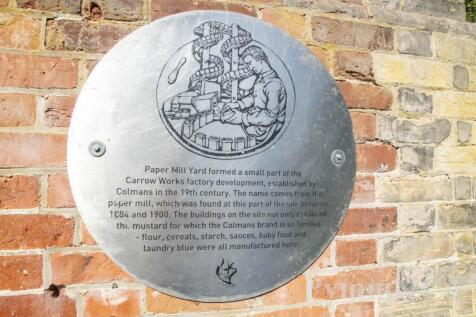 Paper Mill Yard formed a small part of the
Carrow Works factory development, established by
Colmans in the 19th century. The name comes from the
paper mill, which was found at this part of the site between
1884 and 1900. The buildings on the site not only produced
the mustard for which the Colmans brand is so famous
- flour, cereals, starch, sauces, baby food and
laundry blue were all manufactured here.